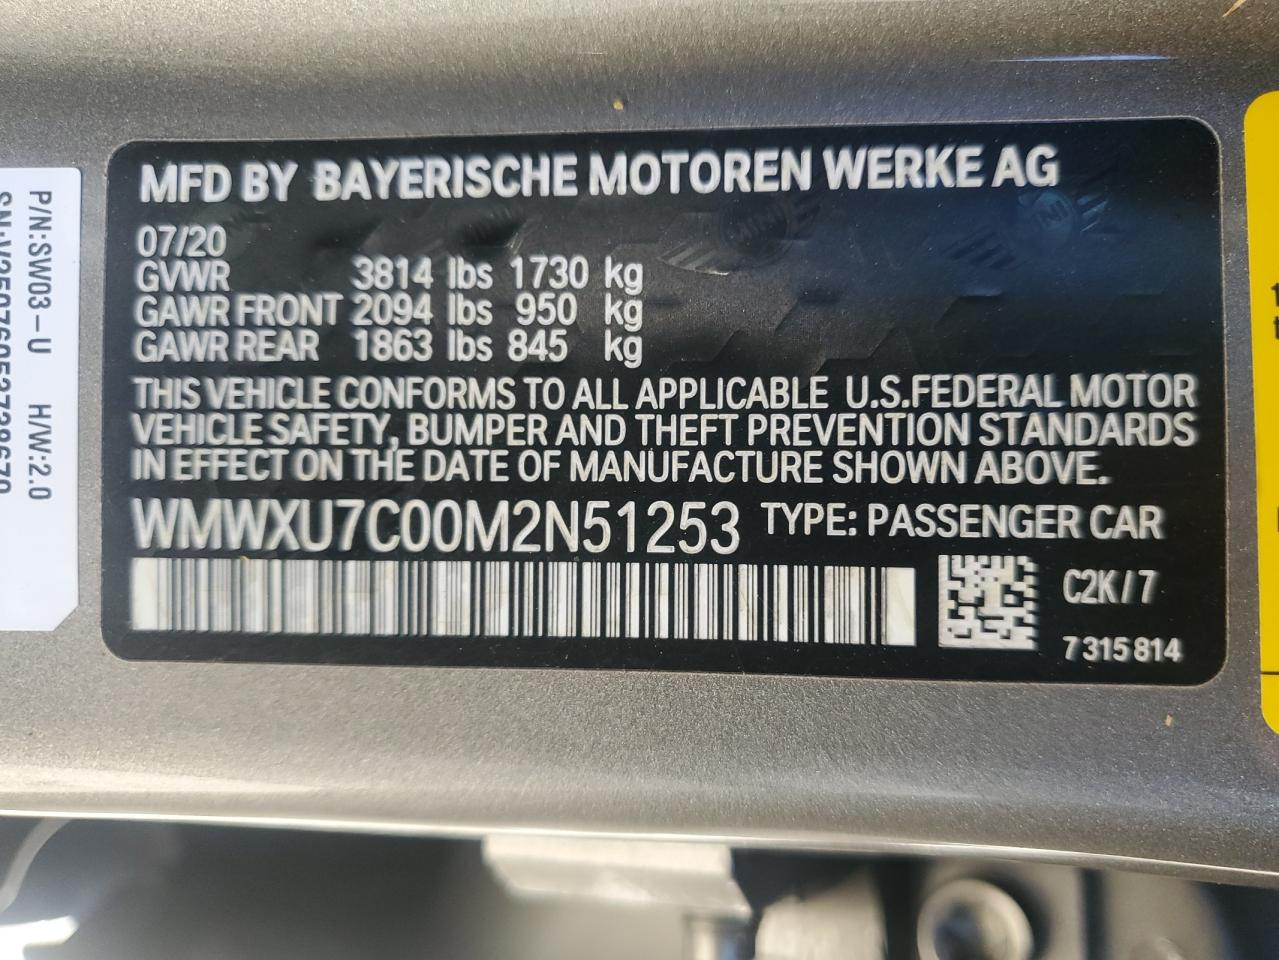 MFD BY BAYERISCHE MOTOREN WERKE AG
07/20
GVWR 3814 lbs 1730 kg
GAWR FRONT 2094 lbs 950 kg
GAWR REAR 1863 lbs 845 kg
THIS VEHICLE CONFORMS TO ALL APPLICABLE U.S.FEDERAL MOTOR
VEHICLE SAFETY, BUMPER AND THEFT PREVENTION STANDARDS
IN EFFECT ON THE DATE OF MANUFACTURE SHOWN ABOVE.
WMWXU7C00M2N51253 TYPE: PASSENGER CAR
C2K/7
7 315 814
P/N:SW03-U H/W:2.0